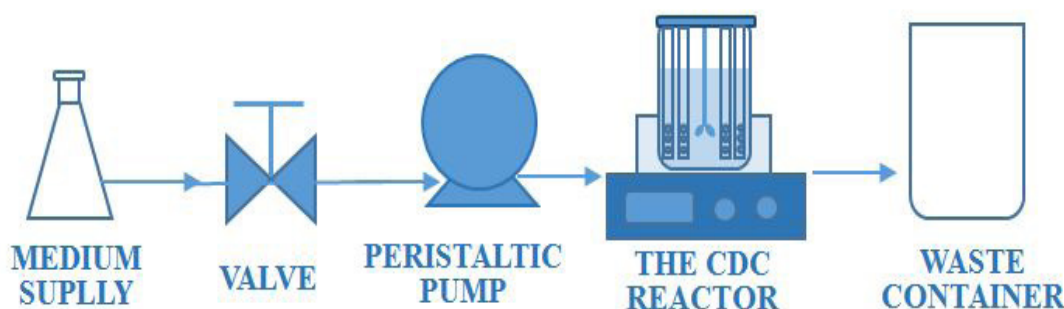 MEDIUM
SUPLLY
VALVE
PERISTALTIC
PUMP
THE CDC
REACTOR
WASTE
CONTAINER